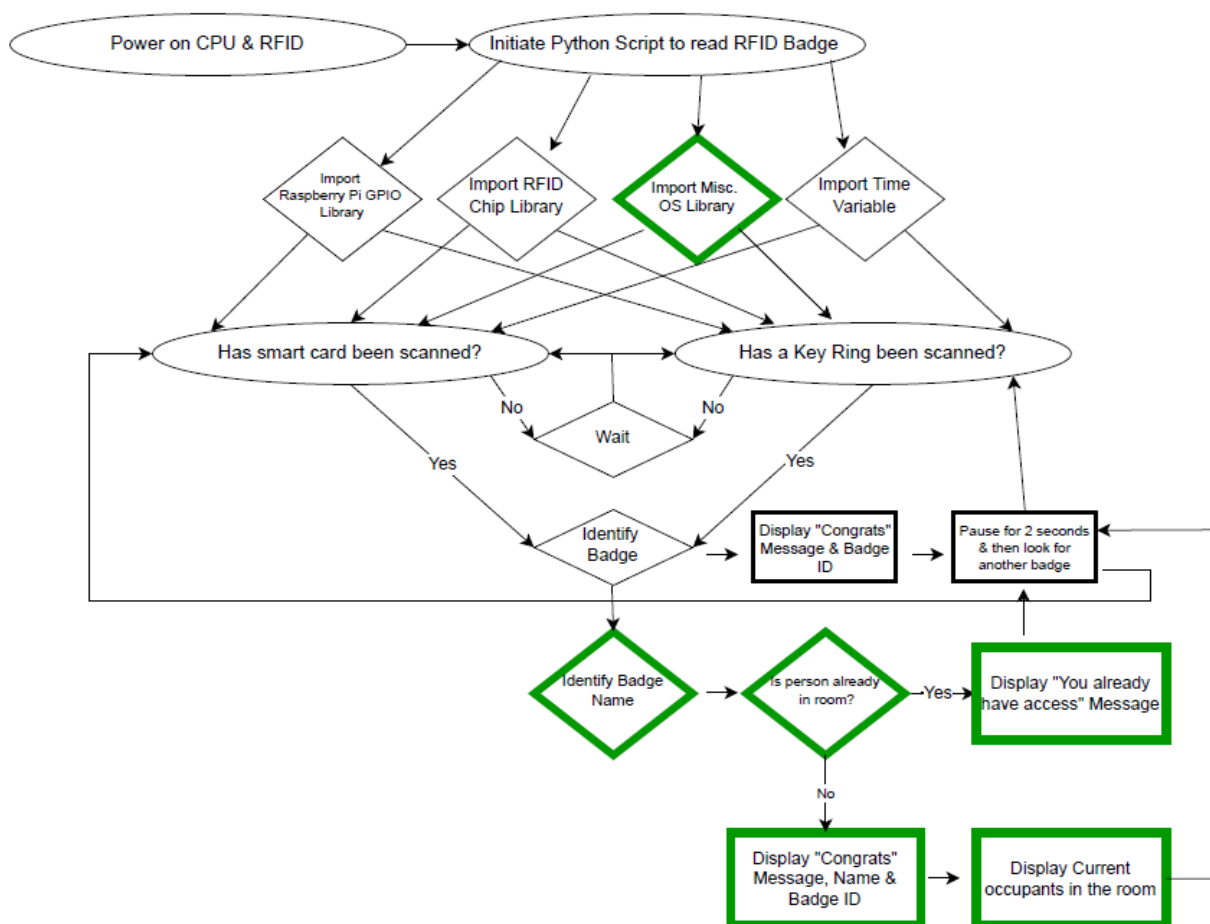 Power on CPU & RFID
Initiate Python Script to read RFID Badge
Import
Raspberry Pi GPIO
Library
Import RFID
Chip Library
Import Misc.
OS Library
Import Time
Variable
Has smart card been scanned?
Has a Key Ring been scanned?
No
No
Wait
Yes
Yes
Identify
Badge
Display "Congrats"
Message & Badge
ID
Pause for 2 seconds
& then look for
another badge
Identify Badge
Name
Is person already
in room?
Yes
Display "You already
have access" Message
No
Display "Congrats"
Message, Name &
Badge ID
Display Current
occupants in the room